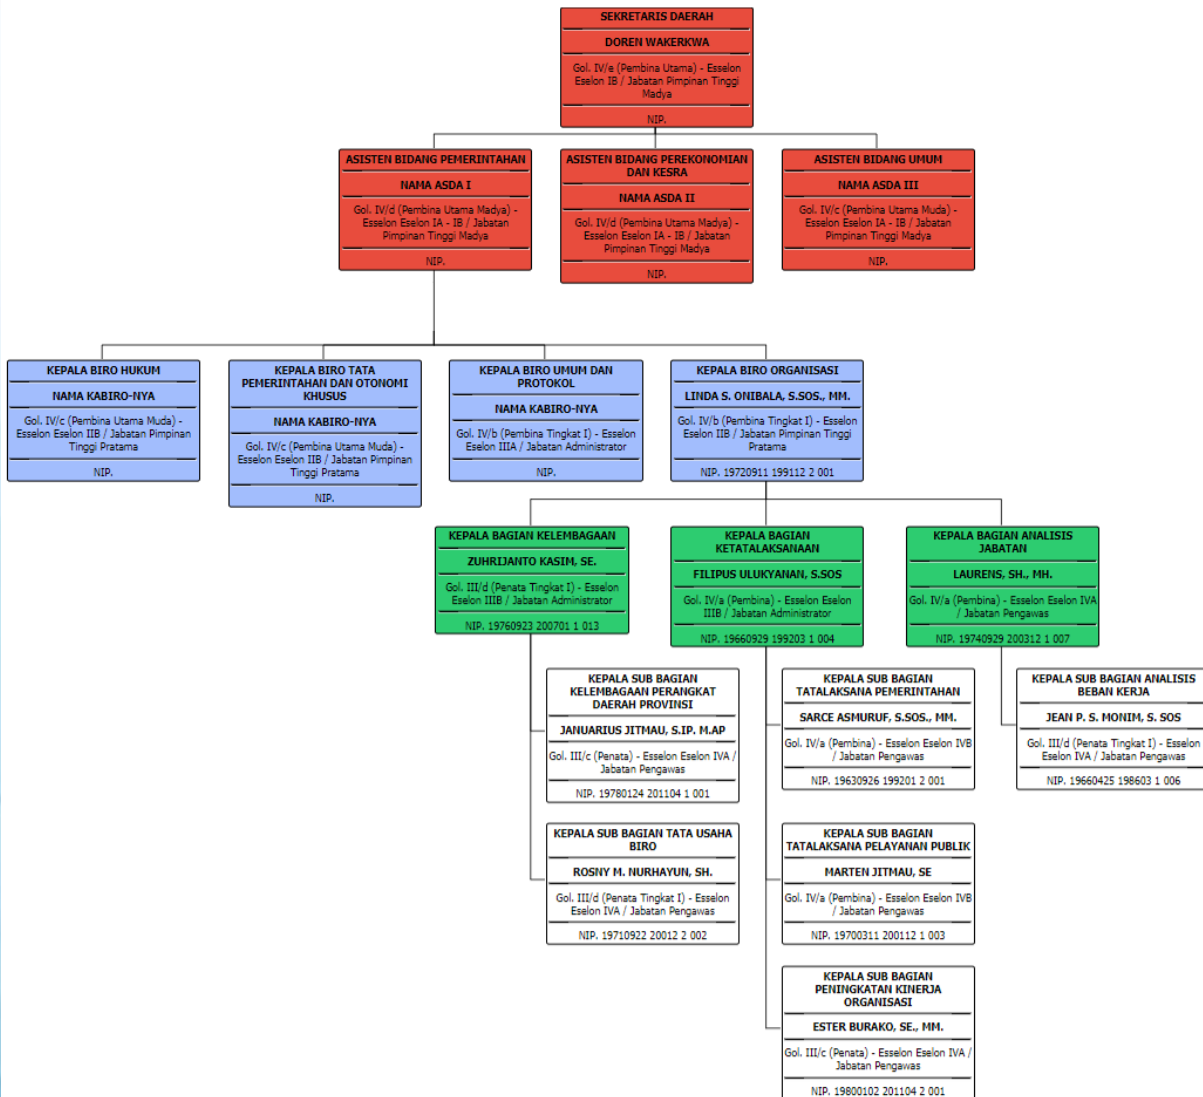 SEKRETARIS DAERAH
DOREN WAKERKWA
Gol. IV/e (Pembina Utama) - Esselon
Eselon IB / Jabatan Pimpinan Tinggi
Madya
NIP.
ASISTEN BIDANG PEMERINTAHAN
NAMA ASDA I
Gol. IV/d (Pembina Utama Madya) -
Esselon Eselon IA - IB / Jabatan
Pimpinan Tinggi Madya
NIP.
ASISTEN BIDANG PEREKONOMIAN
DAN KESRA
NAMA ASDA II
Gol. IV/d (Pembina Utama Madya) -
Esselon Eselon IA - IB / Jabatan
Pimpinan Tinggi Madya
NIP.
ASISTEN BIDANG UMUM
NAMA ASDA III
Gol. IV/c (Pembina Utama Muda) -
Esselon Eselon IA - IB / Jabatan
Pimpinan Tinggi Madya
NIP.
KEPALA BIRO HUKUM
NAMA KABIRO-NYA
Gol. IV/c (Pembina Utama Muda) -
Esselon Eselon IIB / Jabatan Pimpinan
Tinggi Pratama
NIP.
KEPALA BIRO TATA
PEMERINTAHAN DAN OTONOMI
KHUSUS
NAMA KABIRO-NYA
Gol. IV/c (Pembina Utama Muda) -
Esselon Eselon IIB / Jabatan Pimpinan
Tinggi Pratama
NIP.
KEPALA BIRO UMUM DAN
PROTOKOL
NAMA KABIRO-NYA
Gol. IV/b (Pembina Tingkat I) - Esselon
Eselon IIIA / Jabatan Administrator
NIP.
KEPALA BIRO ORGANISASI
LINDA S. ONIBALA, S.SOS., MM.
Gol. IV/b (Pembina Tingkat I) - Esselon
Eselon IIB / Jabatan Pimpinan Tinggi
Pratama
NIP. 19720911 199112 2 001
KEPALA BAGIAN KELEMBAGAAN
ZUHRIJANTO KASIM, SE.
Gol. III/d (Penata Tingkat I) - Esselon
Eselon IIIB / Jabatan Administrator
NIP. 19760923 200701 1 013
KEPALA BAGIAN
KETATALAKSANAAN
FILIPUS ULUKYANAN, S.SOS
Gol. IV/a (Pembina) - Esselon Eselon
IIIB / Jabatan Administrator
NIP. 19660929 199203 1 004
KEPALA BAGIAN ANALISIS
JABATAN
LAURENS, SH., MH.
Gol. IV/a (Pembina) - Esselon Eselon IVA
/ Jabatan Pengawas
NIP. 19740929 200312 1 007
KEPALA SUB BAGIAN
KELEMBAGAAN PERANGKAT
DAERAH PROVINSI
JANUARIUS JITMAU, S.IP. M.AP
Gol. III/c (Penata) - Esselon Eselon IVA /
Jabatan Pengawas
NIP. 19780124 201104 1 001
KEPALA SUB BAGIAN
TATALAKSANA PEMERINTAHAN
SARCE ASMURUF, S.SOS., MM.
Gol. IV/a (Pembina) - Esselon Eselon IVB
/ Jabatan Pengawas
NIP. 19630926 199201 2 001
KEPALA SUB BAGIAN ANALISIS
BEBAN KERJA
JEAN P. S. MONIM, S. SOS
Gol. III/d (Penata Tingkat I) - Esselon
Eselon IVA / Jabatan Pengawas
NIP. 19660425 198603 1 006
KEPALA SUB BAGIAN TATA USAHA
BIRO
ROSNY M. NURHAYUN, SH.
Gol. III/d (Penata Tingkat I) - Esselon
Eselon IVA / Jabatan Pengawas
NIP. 19710922 20012 2 002
KEPALA SUB BAGIAN
TATALAKSANA PELAYANAN PUBLIK
MARTEN JITMAU, SE
Gol. IV/a (Pembina) - Esselon Eselon IVB
/ Jabatan Pengawas
NIP. 19700311 200112 1 003
KEPALA SUB BAGIAN
PENINGKATAN KINERJA
ORGANISASI
ESTER BURAKO, SE., MM.
Gol. III/c (Penata) - Esselon Eselon IVA /
Jabatan Pengawas
NIP. 19800102 201104 2 001